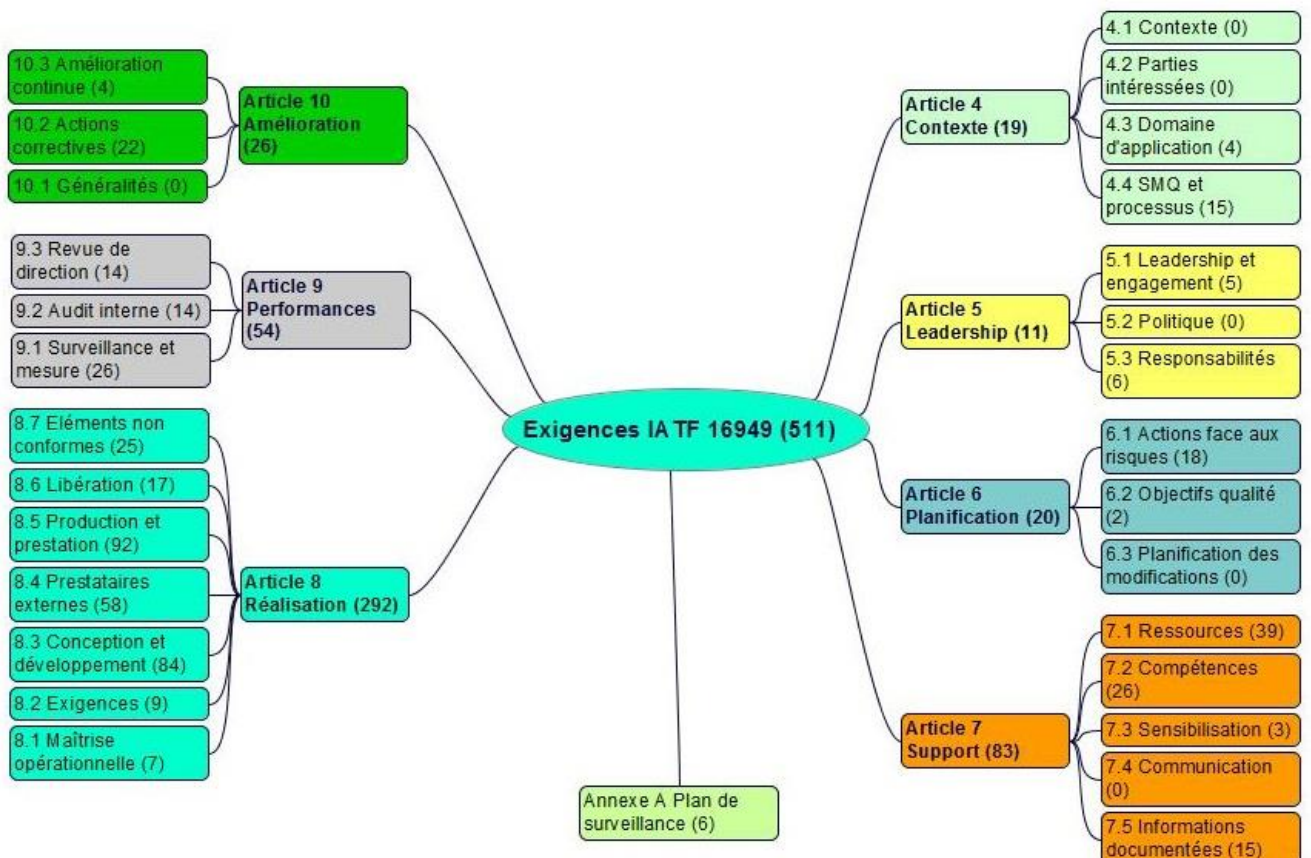 Exigences IATF 16949 (511)
Article 4
Contexte (19)
4.1 Contexte (0)
4.2 Parties
intéressées (0)
4.3 Domaine
d'application (4)
4.4 SMQ et
processus (15)
Article 5
Leadership (11)
5.1 Leadership et
engagement (5)
5.2 Politique (0)
5.3 Responsabilités
(6)
Article 6
Planification (20)
6.1 Actions face aux
risques (18)
6.2 Objectifs qualité
(2)
6.3 Planification des
modifications (0)
Article 7
Support (83)
7.1 Ressources (39)
7.2 Compétences
(26)
7.3 Sensibilisation (3)
7.4 Communication
(0)
7.5 Informations
documentées (15)
Annexe A Plan de
surveillance (6)
Article 8
Réalisation (292)
8.7 Eléments non
conformes (25)
8.6 Libération (17)
8.5 Production et
prestation (92)
8.4 Prestataires
externes (58)
8.3 Conception et
développement (84)
8.2 Exigences (9)
8.1 Maîtrise
opérationnelle (7)
Article 9
Performances
(54)
9.3 Revue de
direction (14)
9.2 Audit interne (14)
9.1 Surveillance et
mesure (26)
Article 10
Amélioration
(26)
10.3 Amélioration
continue (4)
10.2 Actions
correctives (22)
10.1 Généralités (0)